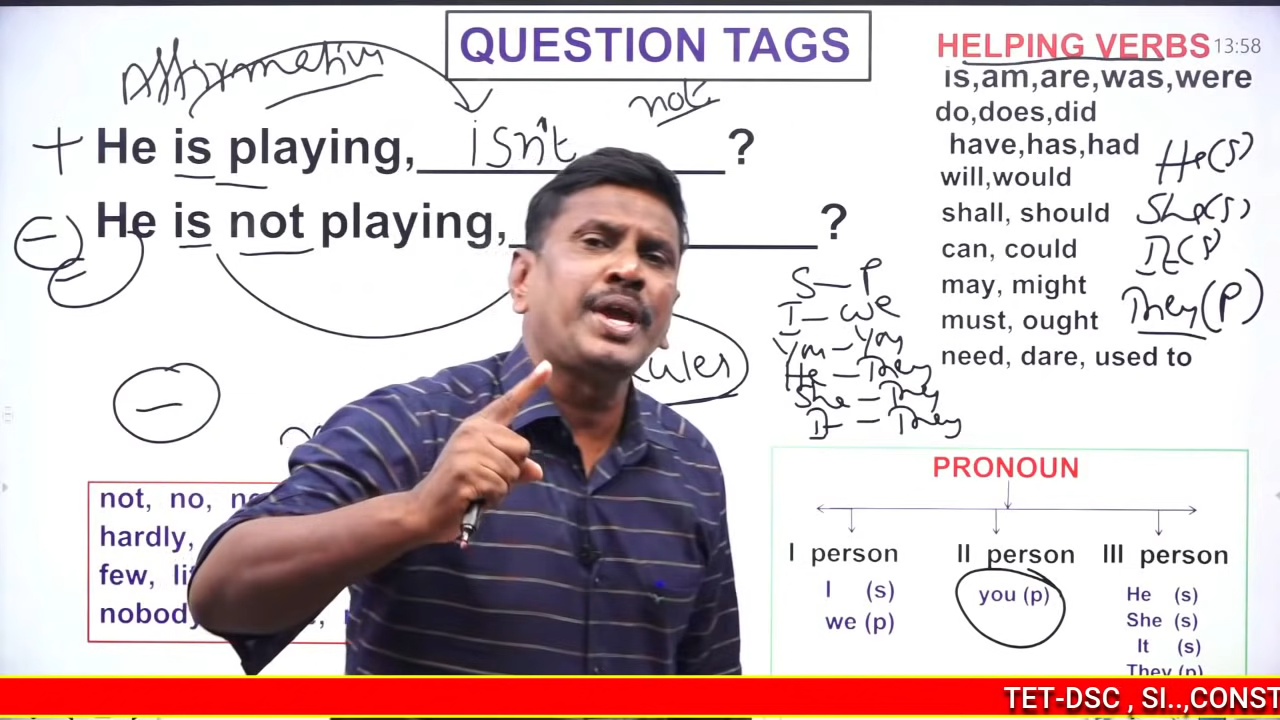 QUESTION TAGS
HELPING VERBS 13:58
Affirmative
not
+ He is playing, isn't ?
– He is not playing, ?
–
–
is,am,are,was,were
do,does,did
have,has,had
will,would
shall, should
can, could
may, might
must, ought
need, dare, used to
He(s)
She(s)
It(s)
They(P)
S — P
I — we
You — You
He — They
She — They
It — They
not, no,
hardly,
few,
nobody
PRONOUN
I person II person III person
I (s) you (p) He (s)
we (p) She (s)
It (s)
They (p)
TET-DSC , SI..,CONST